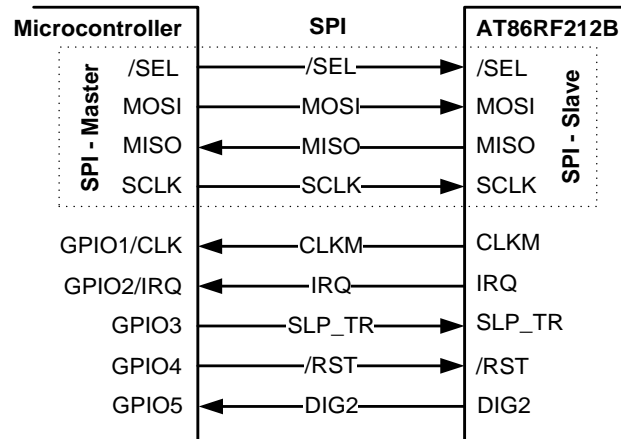 Microcontroller SPI AT86RF212B
/SEL /SEL /SEL
MOSI MOSI MOSI
MISO MISO MISO
SCLK SCLK SCLK
SPI - Master
SPI - Slave
GPIO1/CLK CLKM CLKM
GPIO2/IRQ IRQ IRQ
GPIO3 SLP_TR SLP_TR
GPIO4 /RST /RST
GPIO5 DIG2 DIG2